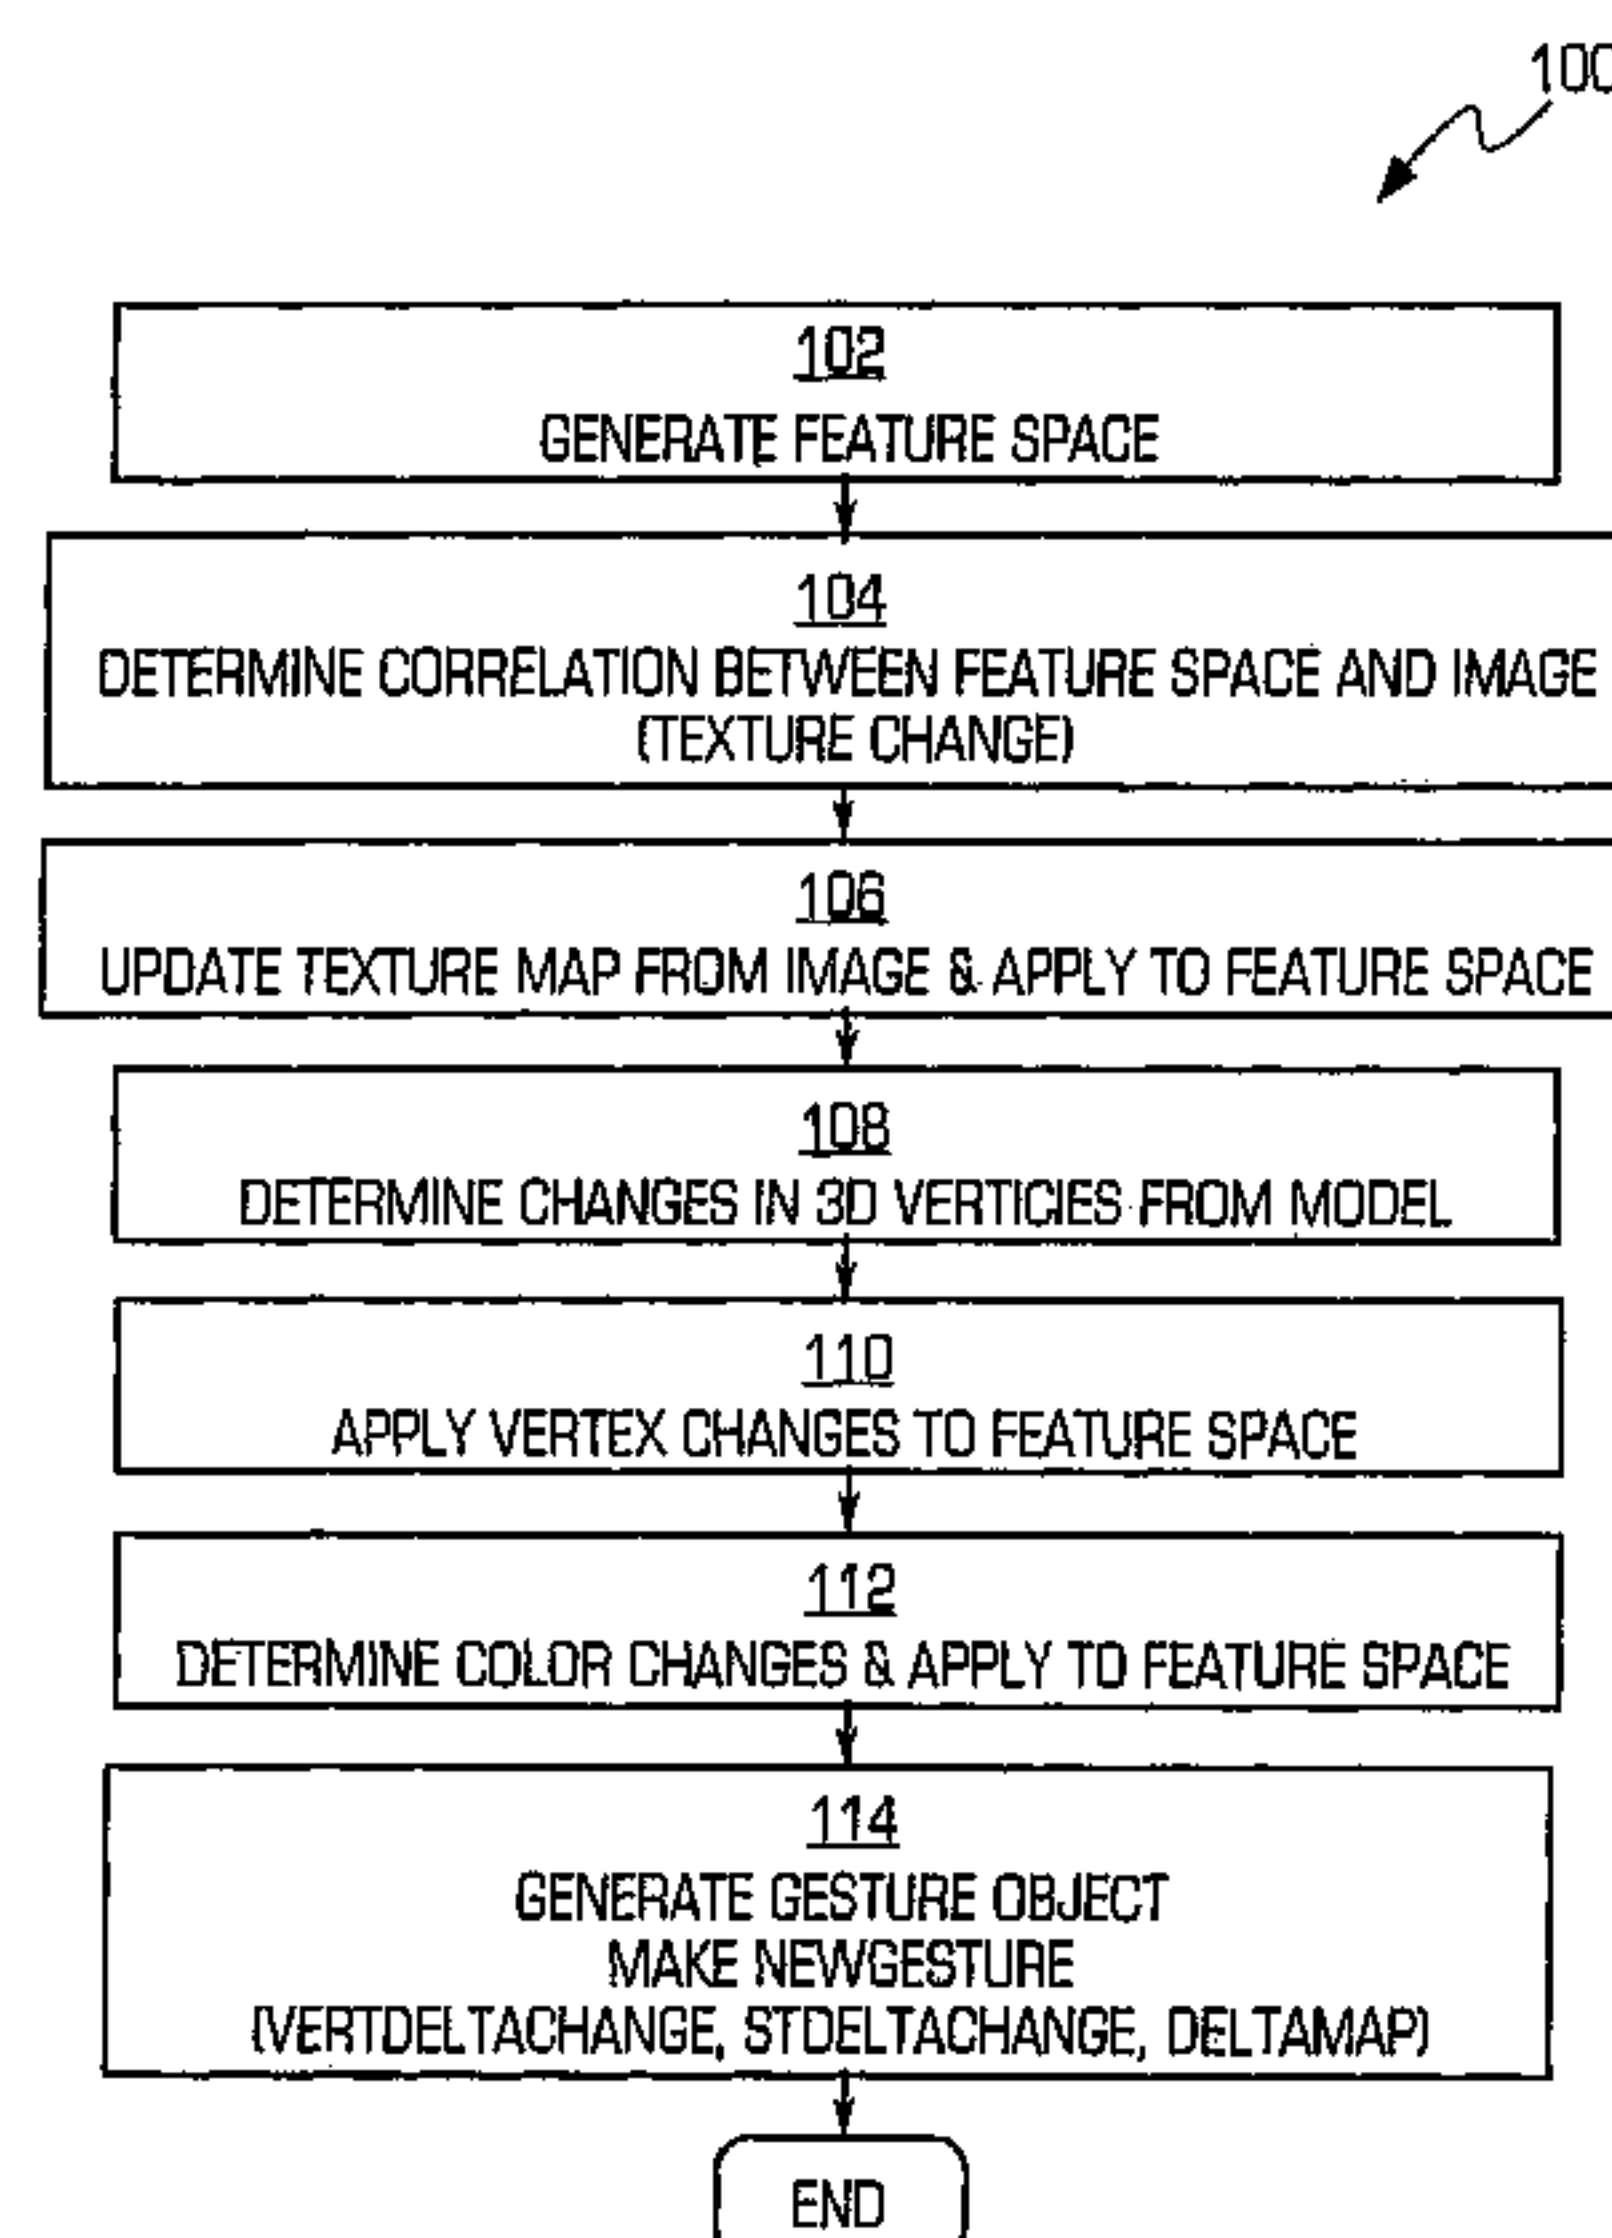 100
102
GENERATE FEATURE SPACE
104
DETERMINE CORRELATION BETWEEN FEATURE SPACE AND IMAGE
(TEXTURE CHANGE)
106
UPDATE TEXTURE MAP FROM IMAGE & APPLY TO FEATURE SPACE
108
DETERMINE CHANGES IN 3D VERTICIES FROM MODEL
110
APPLY VERTEX CHANGES TO FEATURE SPACE
112
DETERMINE COLOR CHANGES & APPLY TO FEATURE SPACE
114
GENERATE GESTURE OBJECT
MAKE NEWGESTURE
(VERTDELTACHANGE, STDELTACHANGE, DELTAMAP)
END